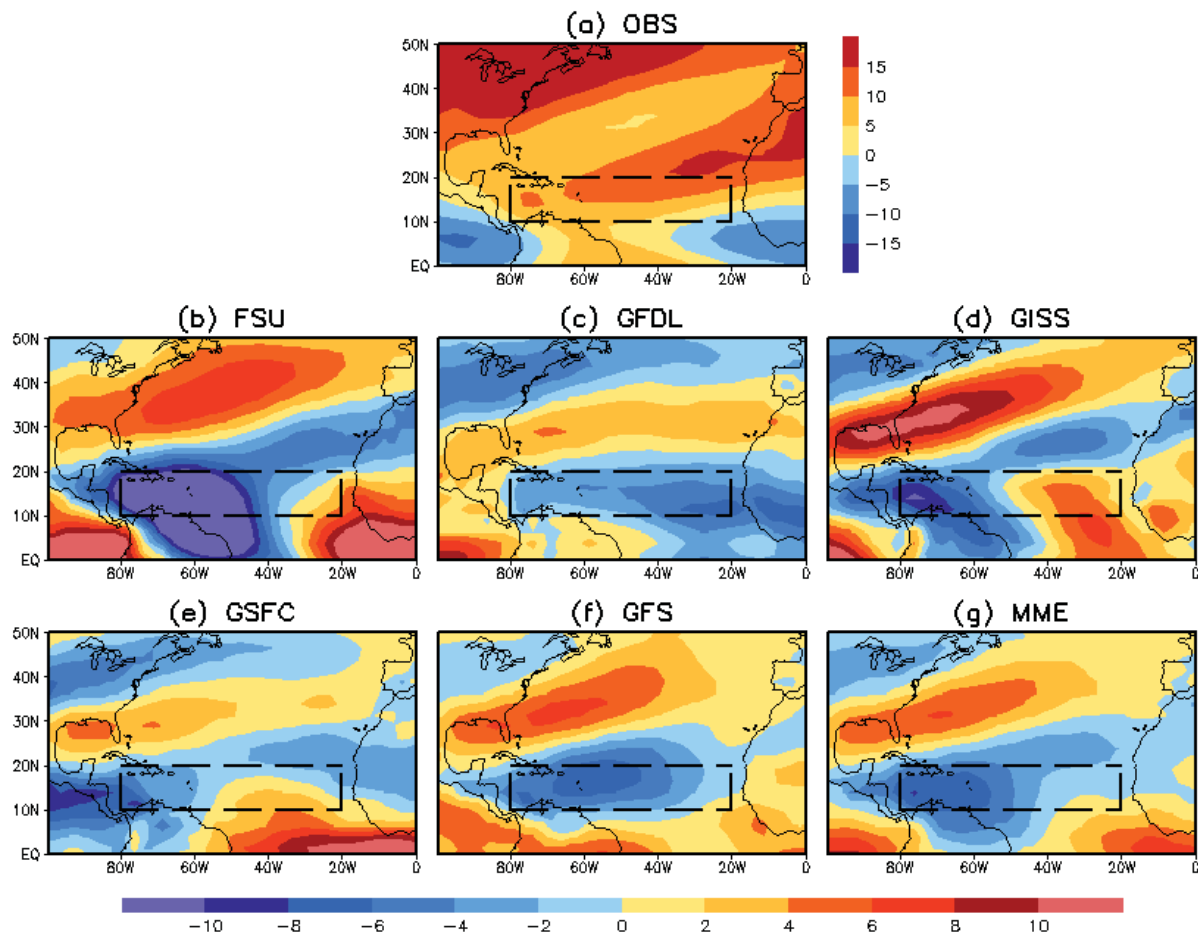 (a) OBS
50N
40N
30N
20N
10N
EQ
80W 60W 40W 20W 0
15
10
5
0
−5
−10
−15
(b) FSU (c) GFDL (d) GISS
50N
40N
30N
20N
10N
EQ
80W 60W 40W 20W 0 80W 60W 40W 20W 0 80W 60W 40W 20W 0
(e) GSFC (f) GFS (g) MME
50N
40N
30N
20N
10N
EQ
80W 60W 40W 20W 0 80W 60W 40W 20W 0 80W 60W 40W 20W 0
−10 −8 −6 −4 −2 0 2 4 6 8 10